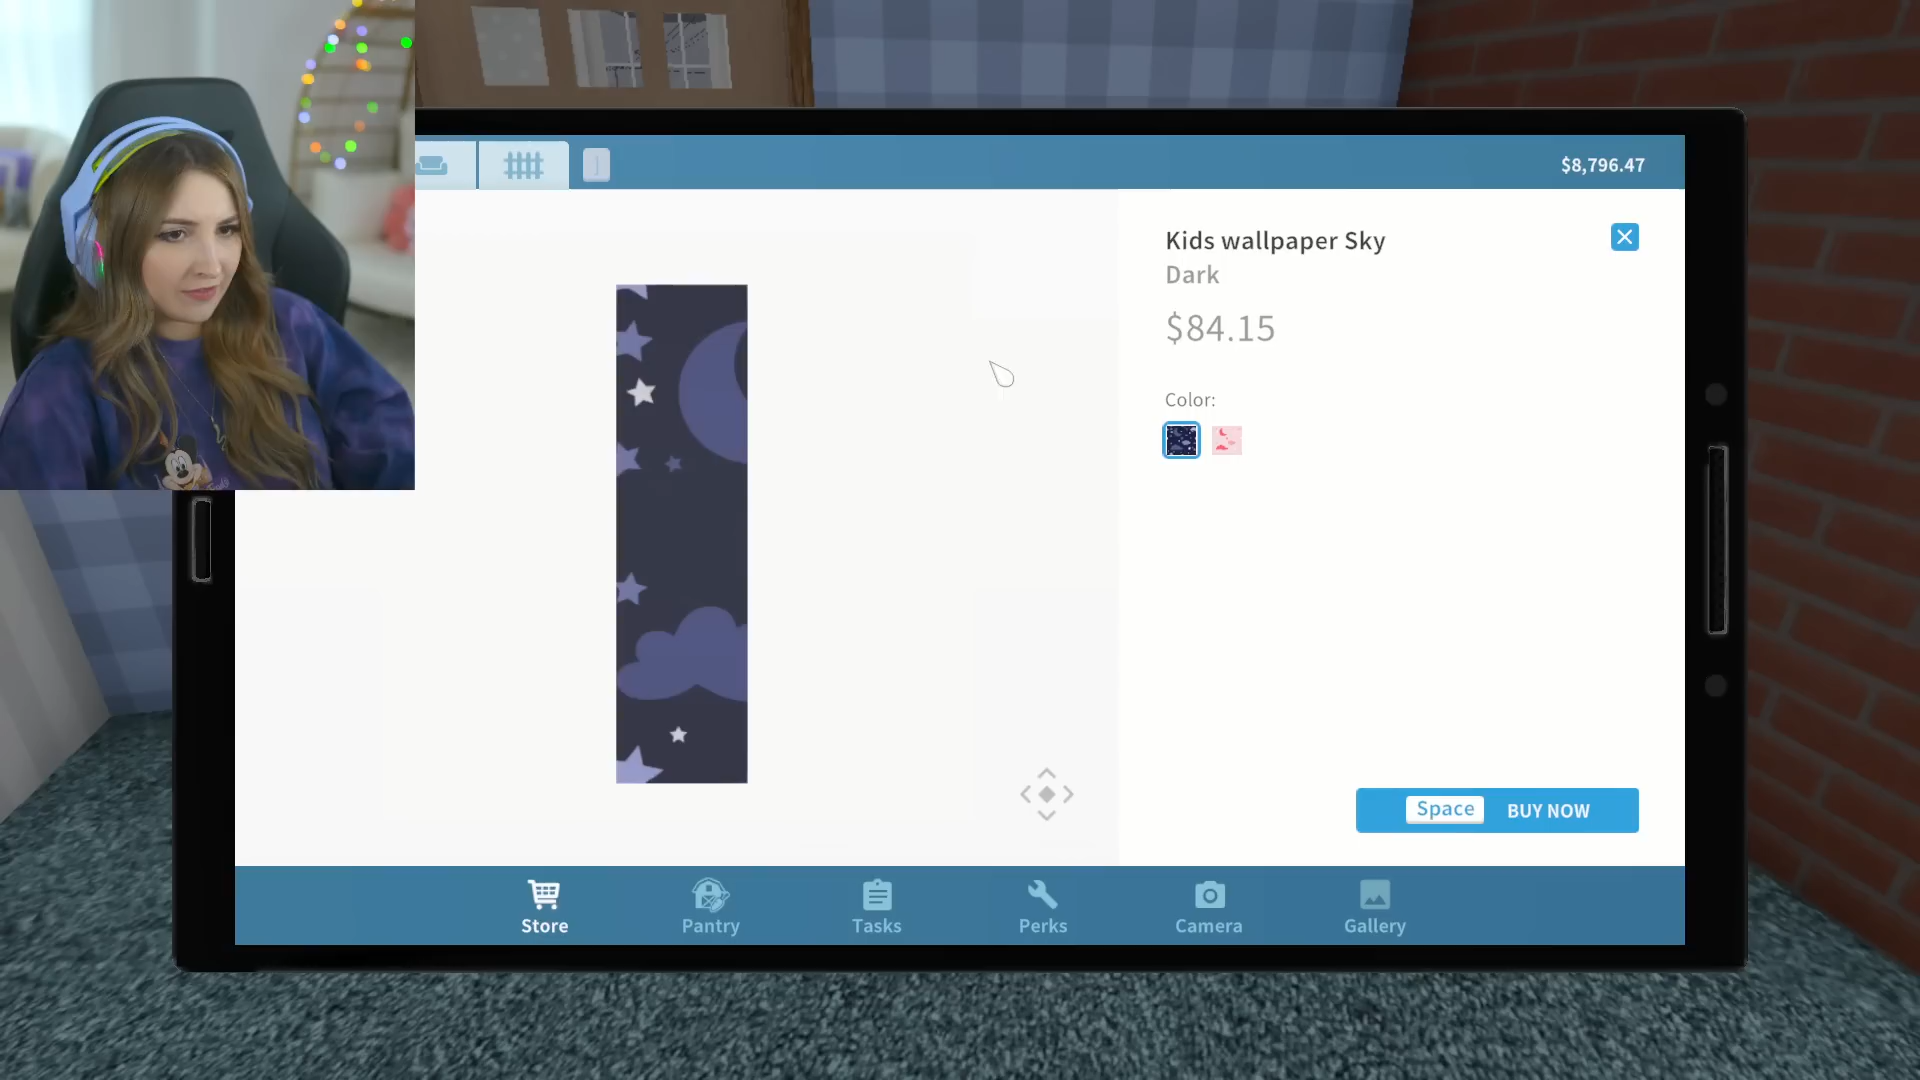 ]
$8,796.47
Kids wallpaper Sky
Dark
$84.15
Color:
Space BUY NOW
Store Pantry Tasks Perks Camera Gallery